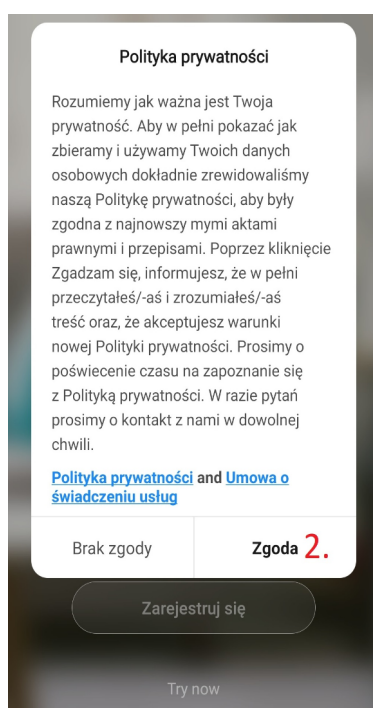 Polityka prywatności
Rozumiemy jak ważna jest Twoja
prywatność. Aby w pełni pokazać jak
zbieramy i używamy Twoich danych
osobowych dokładnie zrewidowaliśmy
naszą Politykę prywatności, aby były
zgodna z najnowszy mymi aktami
prawnymi i przepisami. Poprzez kliknięcie
Zgadzam się, informujesz, że w pełni
przeczytałeś/-aś i zrozumiałeś/-aś
treść oraz, że akceptujesz warunki
nowej Polityki prywatności. Prosimy o
poświecenie czasu na zapoznanie się
z Polityką prywatności. W razie pytań
prosimy o kontakt z nami w dowolnej
chwili.
Polityka prywatności and Umowa o
świadczeniu usług
Brak zgody Zgoda 2.
Zarejestruj się
Try now